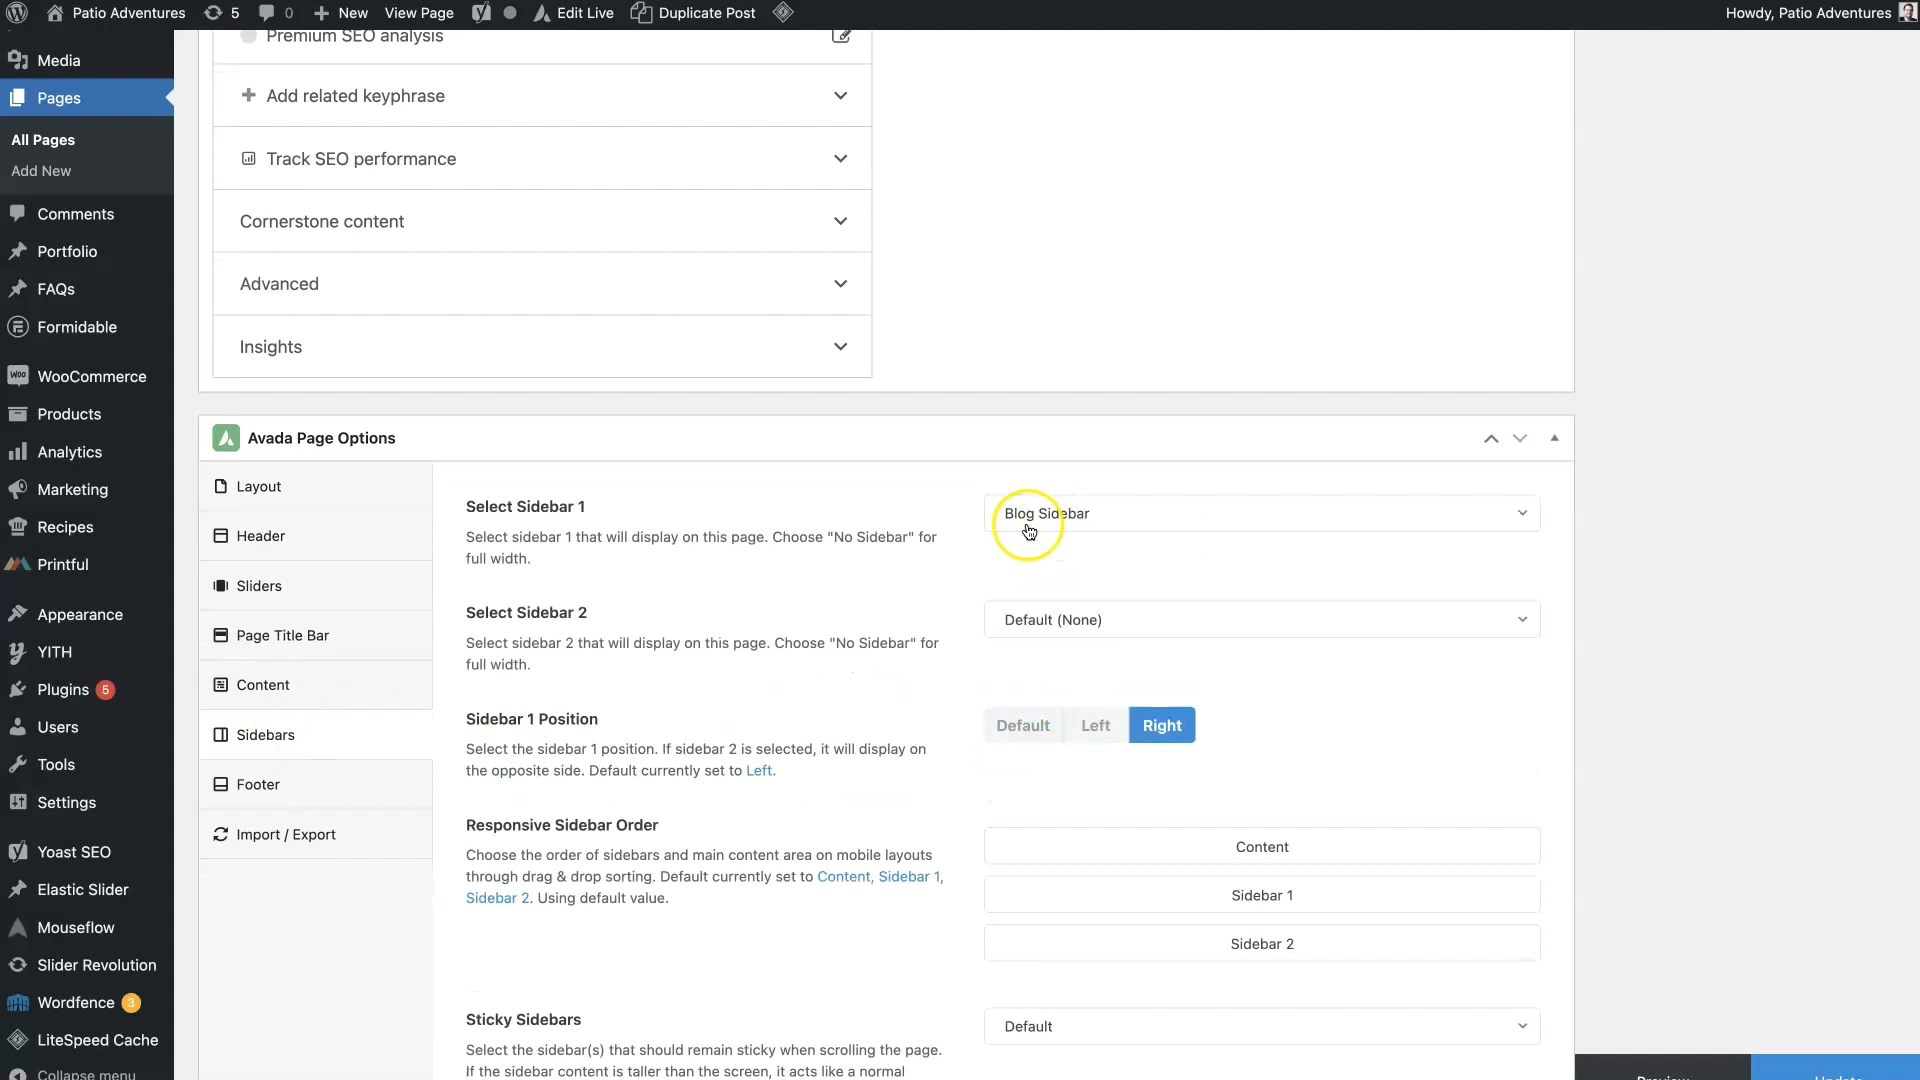 Patio Adventures 5 0 New View Page Edit Live Duplicate Post Howdy, Patio Adventures
Media
Pages
All Pages
Add New
Comments
Portfolio
FAQs
Formidable
WooCommerce
Products
Analytics
Marketing
Recipes
Printful
Appearance
YITH
Plugins 5
Users
Tools
Settings
Yoast SEO
Elastic Slider
Mouseflow
Slider Revolution
Wordfence 3
LiteSpeed Cache
Collapse menu
Premium SEO analysis
Add related keyphrase
Track SEO performance
Cornerstone content
Advanced
Insights
Avada Page Options
Layout
Header
Sliders
Page Title Bar
Content
Sidebars
Footer
Import / Export
Select Sidebar 1
Select sidebar 1 that will display on this page. Choose "No Sidebar" for
full width.
Blog Sidebar
Select Sidebar 2
Select sidebar 2 that will display on this page. Choose "No Sidebar" for
full width.
Default (None)
Sidebar 1 Position
Select the sidebar 1 position. If sidebar 2 is selected, it will display on
the opposite side. Default currently set to Left.
Default Left Right
Responsive Sidebar Order
Choose the order of sidebars and main content area on mobile layouts
through drag & drop sorting. Default currently set to Content, Sidebar 1,
Sidebar 2. Using default value.
Content
Sidebar 1
Sidebar 2
Sticky Sidebars
Select the sidebar(s) that should remain sticky when scrolling the page.
If the sidebar content is taller than the screen, it acts like a normal
Default
Preview
Update